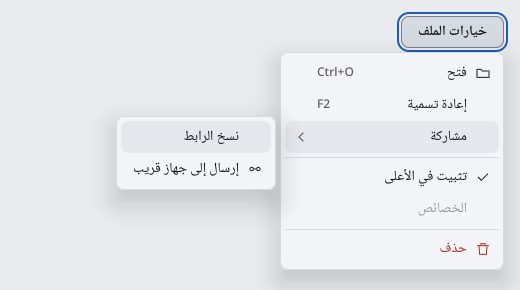 خيارات الملف
فتح Ctrl+O
إعادة تسمية F2
مشاركة
نسخ الرابط
إرسال إلى جهاز قريب
تثبيت في الأعلى
الخصائص
حذف